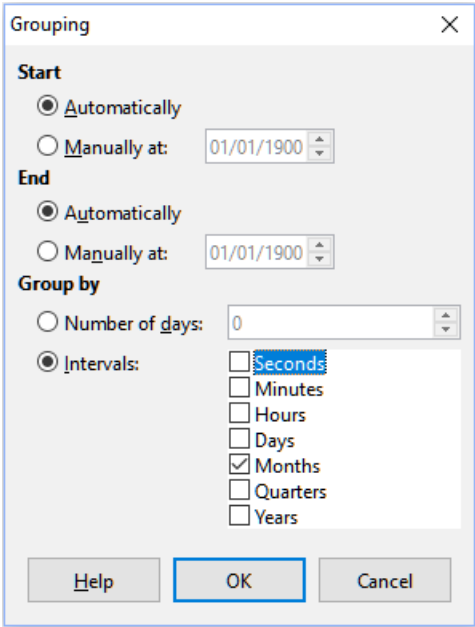 Grouping
Start
Automatically
Manually at: 01/01/1900
End
Automatically
Manually at: 01/01/1900
Group by
Number of days: 0
Intervals: Seconds
Minutes
Hours
Days
Months
Quarters
Years
Help OK Cancel